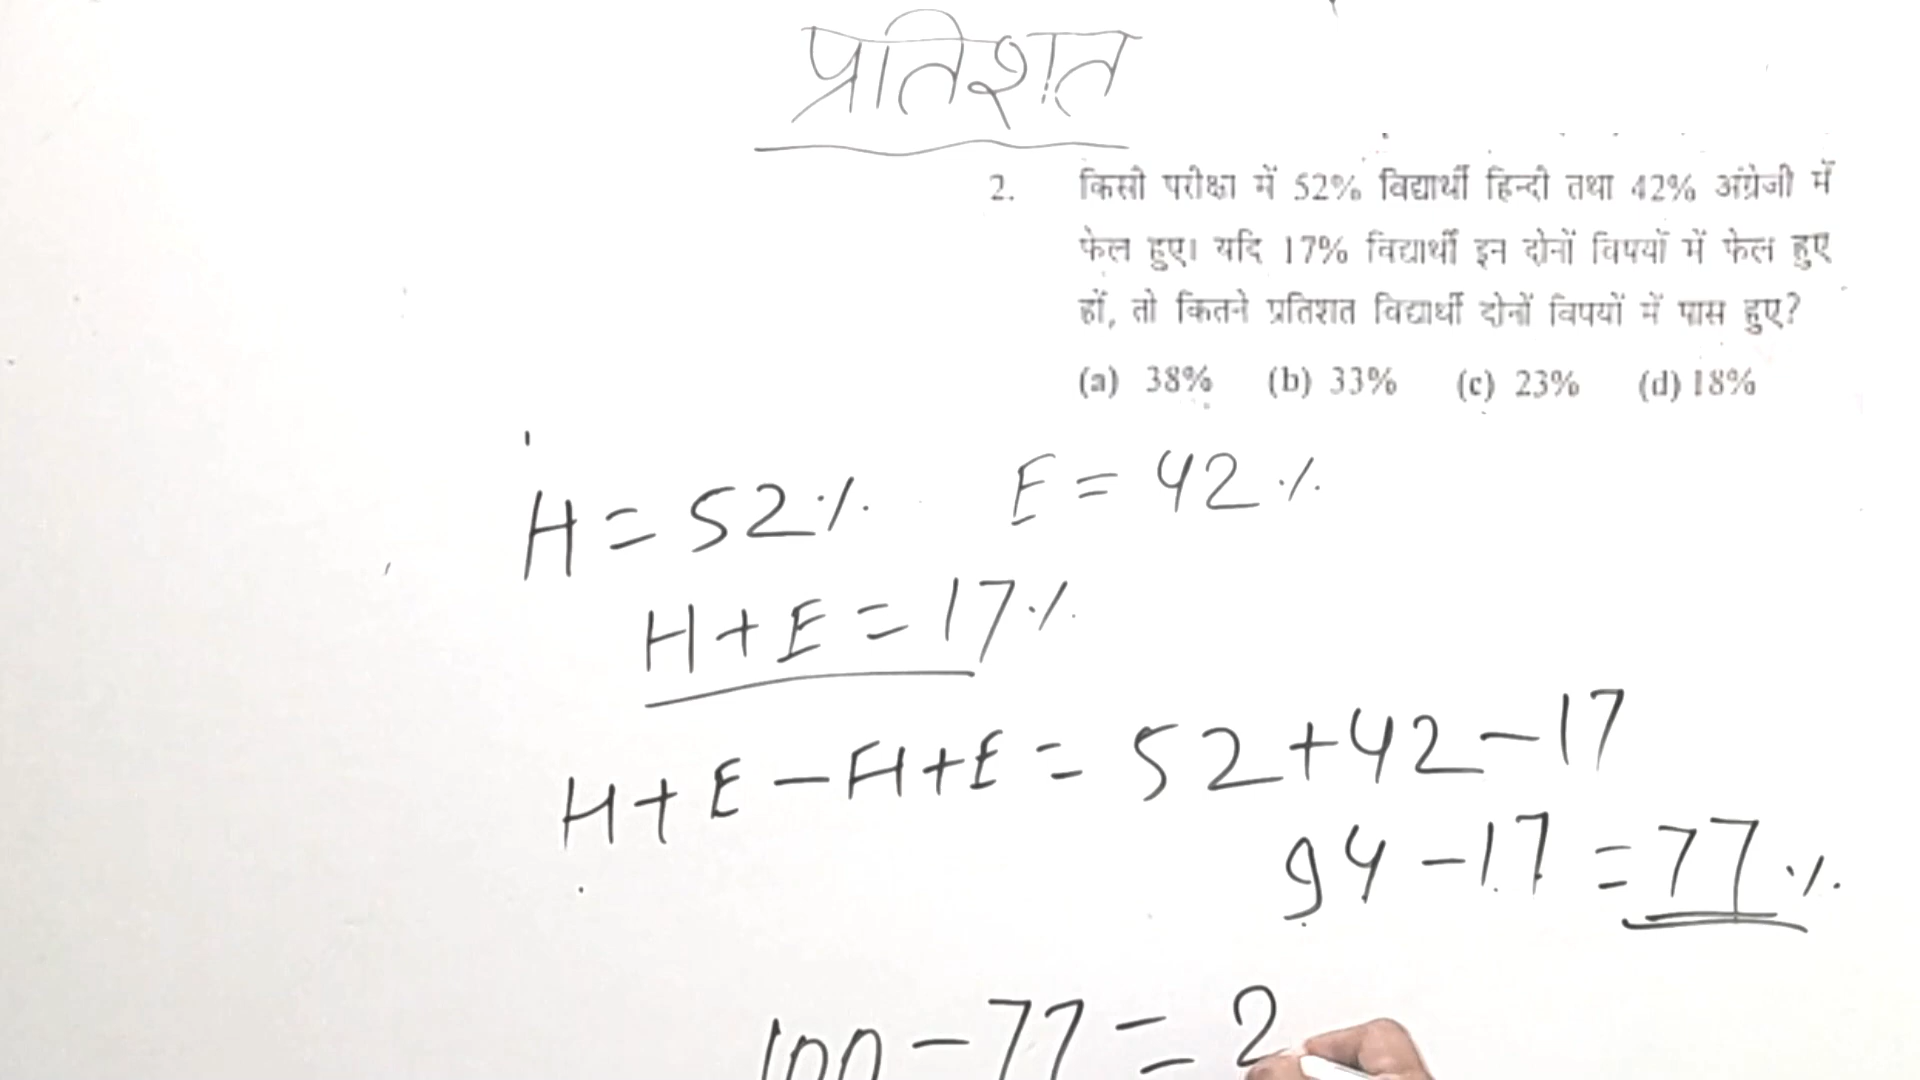 प्रतिशत
2. किसी परीक्षा में 52% विद्यार्थी हिन्दी तथा 42% अंग्रेजी में
फेल हुए। यदि 17% विद्यार्थी इन दोनों विषयों में फेल हुए
हों, तो कितने प्रतिशत विद्यार्थी दोनों विषयों में पास हुए?
(a) 38% (b) 33% (c) 23% (d) 18%
H = 52% E = 42%
H+E = 17%
H+E-H+E = 52+42-17
94-17 = 77%
100-77 = 2